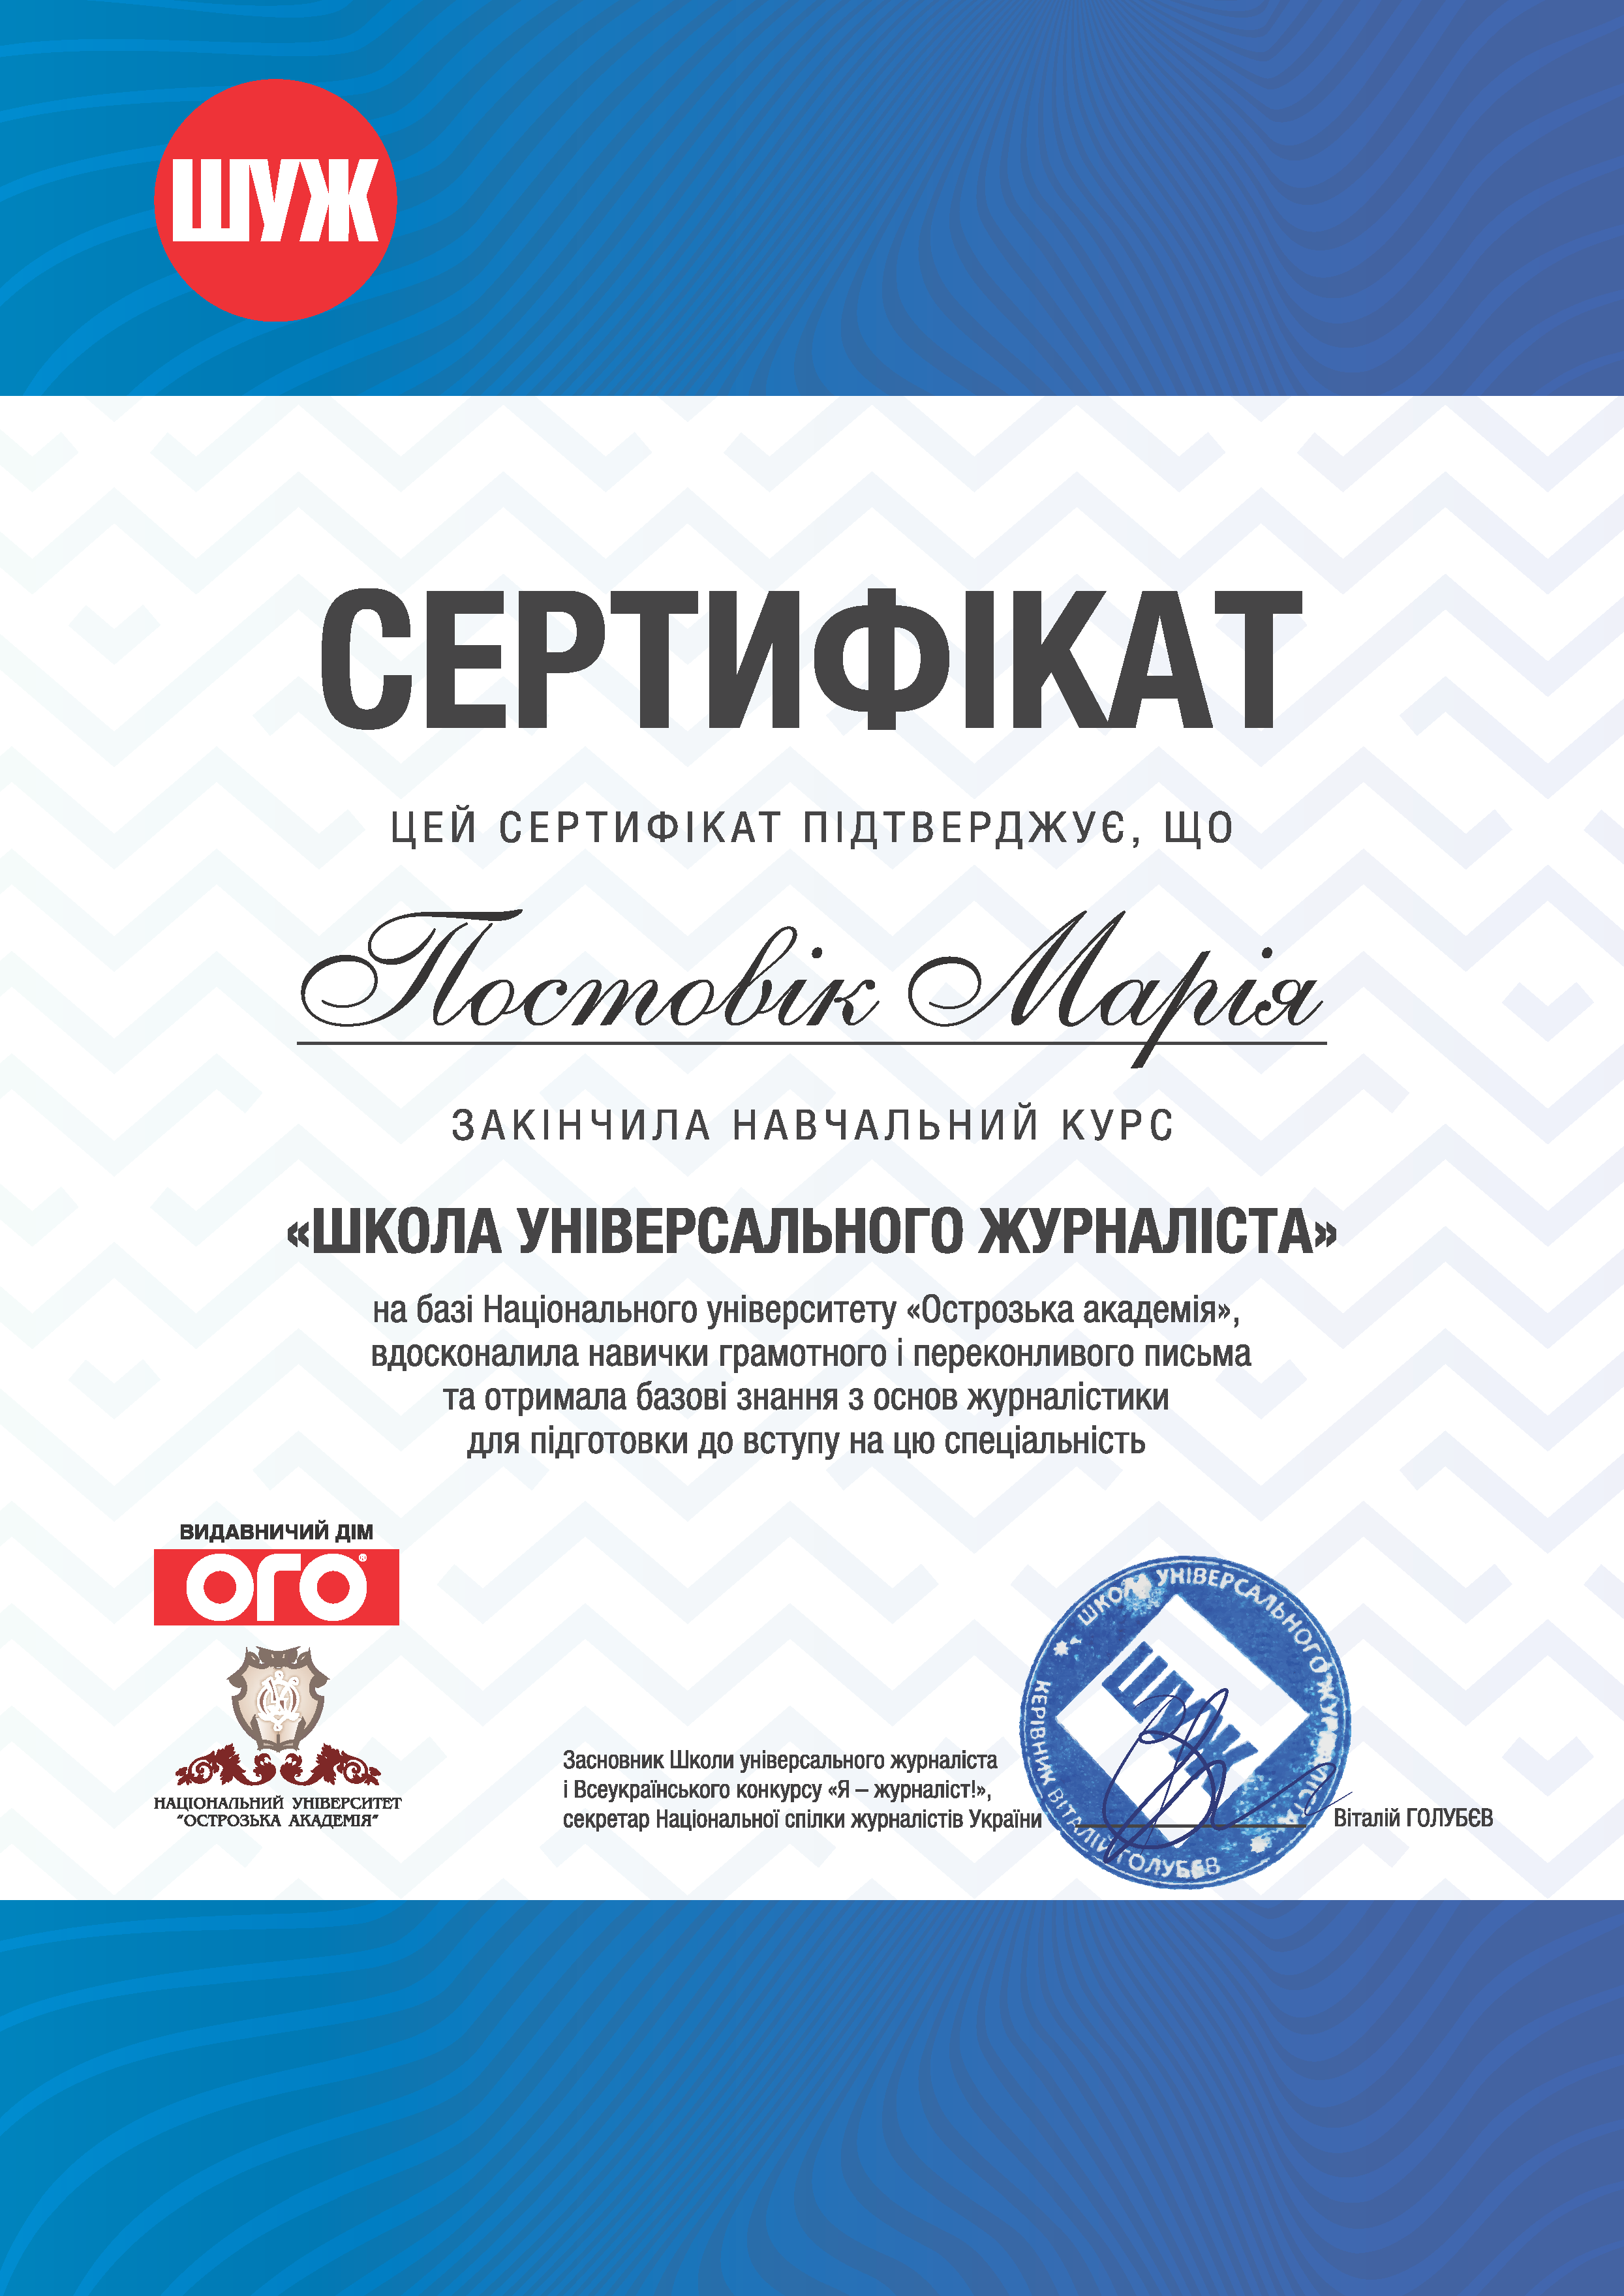 ШУЖ
СЕРТИФІКАТ
ЦЕЙ СЕРТИФІКАТ ПІДТВЕРДЖУЄ, ЩО
Постовік Марія
ЗАКІНЧИЛА НАВЧАЛЬНИЙ КУРС
«ШКОЛА УНІВЕРСАЛЬНОГО ЖУРНАЛІСТА»
на базі Національного університету «Острозька академія»,
вдосконалила навички грамотного і переконливого письма
та отримала базові знання з основ журналістики
для підготовки до вступу на цю спеціальність
ВИДАВНИЧИЙ ДІМ
ОГО®
НАЦІОНАЛЬНИЙ УНІВЕРСИТЕТ
"ОСТРОЗЬКА АКАДЕМІЯ"
Засновник Школи універсального журналіста
і Всеукраїнського конкурсу «Я – журналіст!»,
секретар Національної спілки журналістів України
ШКОЛА УНІВЕРСАЛЬНОГО ЖУРНАЛІСТА
ШУЖ
КЕРІВНИК ВІТАЛІЙ ГОЛУБЄВ
Віталій ГОЛУБЄВ